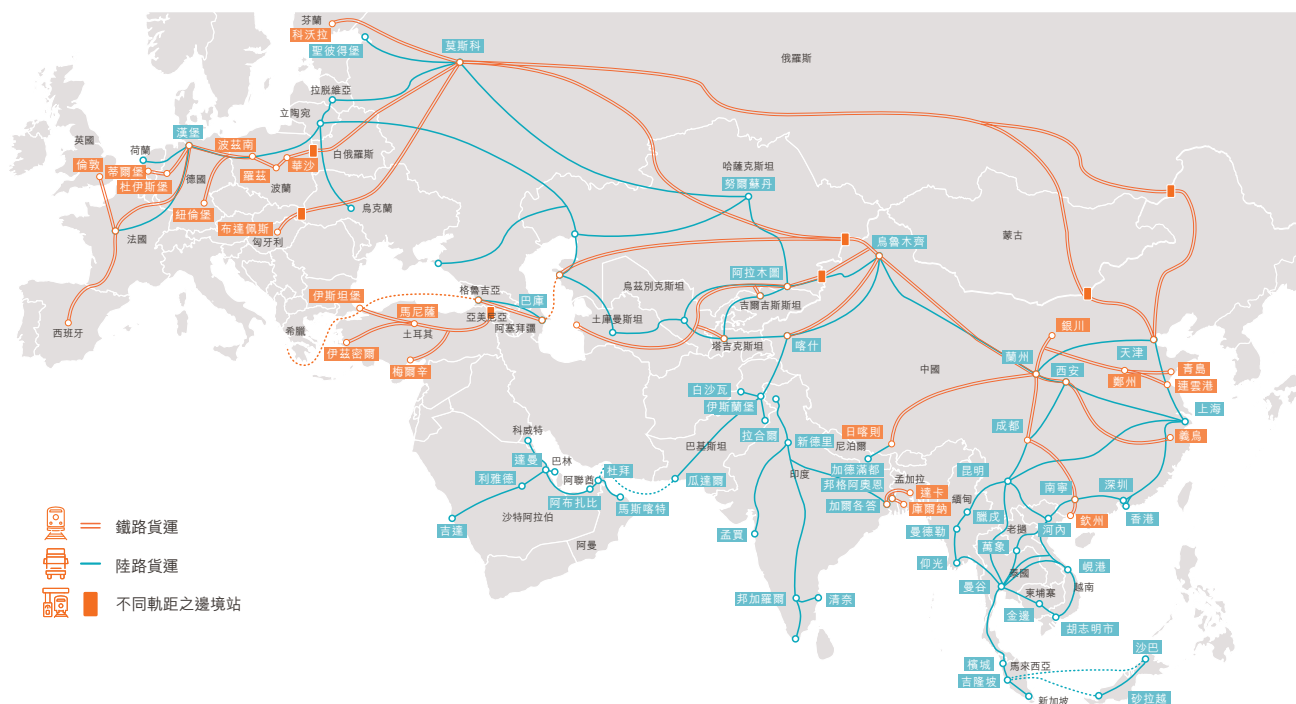 芬蘭
科沃拉
聖彼得堡
莫斯科
俄羅斯
拉脫維亞
立陶宛
英國
荷蘭
漢堡
波茲南
白俄羅斯
倫敦
蒂爾堡
杜伊斯堡
德國
羅茲
華沙
波蘭
紐倫堡
烏克蘭
法國
布達佩斯
匈牙利
西班牙
哈薩克斯坦
努爾蘇丹
烏魯木齊
蒙古
阿拉木圖
烏茲別克斯坦
吉爾吉斯斯坦
格魯吉亞
巴庫
伊斯坦堡
馬尼薩
亞美尼亞
阿塞拜疆
土庫曼斯坦
希臘
土耳其
伊茲密爾
梅爾辛
塔吉克斯坦
喀什
銀川
天津
蘭州
西安
中國
青島
鄭州
連雲港
上海
義烏
成都
白沙瓦
伊斯蘭堡
拉合爾
日喀則
尼泊爾
新德里
巴基斯坦
加德滿都
印度
邦格阿奧恩
孟加拉
達卡
加爾各答
庫爾納
科威特
達曼
巴林
利雅德
阿聯酋
杜拜
瓜達爾
阿布扎比
馬斯喀特
沙特阿拉伯
吉達
阿曼
孟買
邦加羅爾
清奈
昆明
緬甸
南寧
深圳
香港
欽州
臘戌
老撾
河內
曼德勒
萬象
仰光
泰國
峴港
曼谷
越南
柬埔寨
金邊
胡志明市
檳城
馬來西亞
沙巴
吉隆坡
新加坡
砂拉越
鐵路貨運
陸路貨運
不同軌距之邊境站